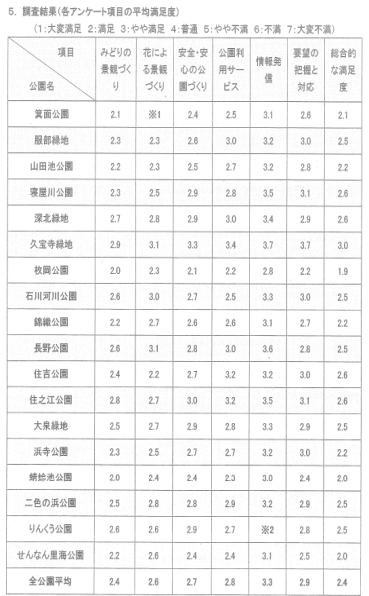 5. 調査結果(各アンケート項目の平均満足度)
(1:大変満足 2:満足 3:やや満足 4:普通 5:やや不満 6:不満 7:大変不満)
項目 みどりの景観づくり 花による景観づくり 安全・安心の公園づくり 公園利用サービス 情報発信 要望の把握と対応 総合的な満足度
公園名
箕面公園 2.1 ※1 2.4 2.5 3.1 2.6 2.1
服部緑地 2.3 2.3 2.6 3.0 3.2 3.0 2.5
山田池公園 2.2 2.3 2.5 2.7 3.2 2.8 2.2
寝屋川公園 2.3 2.5 2.9 2.8 3.5 3.1 2.6
深北緑地 2.7 2.8 2.9 3.0 3.4 2.9 2.6
久宝寺緑地 2.9 3.1 3.3 3.4 3.7 3.7 3.0
枚岡公園 2.0 2.3 2.1 2.2 2.8 2.2 1.9
石川河川公園 2.6 3.0 2.7 2.5 3.3 3.0 2.5
錦織公園 2.2 2.7 2.6 2.6 3.1 2.7 2.2
長野公園 2.6 3.1 2.8 3.0 3.6 2.8 2.5
住吉公園 2.4 2.2 2.7 3.2 3.2 3.0 2.6
住之江公園 2.8 2.7 3.0 3.2 3.5 3.1 2.6
大泉緑地 2.5 2.7 2.9 2.8 3.3 2.9 2.5
浜寺公園 2.3 2.5 2.7 2.7 3.2 3.0 2.2
蜻蛉池公園 2.0 2.4 2.4 2.3 3.0 2.4 2.0
二色の浜公園 2.5 2.8 2.8 2.9 3.2 2.9 2.5
りんくう公園 2.6 2.6 2.9 2.7 ※2 2.8 2.5
せんなん里海公園 2.2 2.6 2.4 2.4 3.1 2.5 2.0
全公園平均 2.4 2.6 2.7 2.8 3.3 2.9 2.4